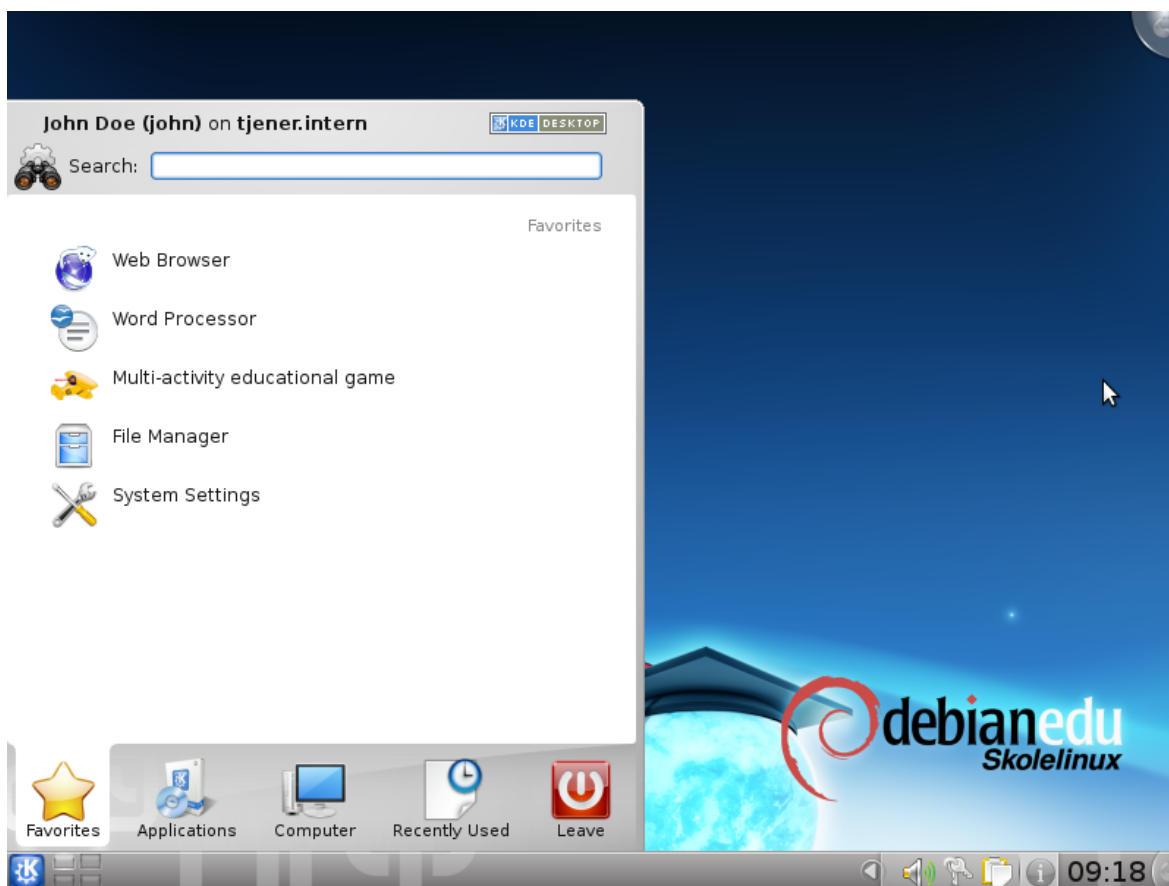 John Doe (john) on tjener.intern
KDE DESKTOP
Search:
Favorites
Web Browser
Word Processor
Multi-activity educational game
File Manager
System Settings
debianedu
Skolelinux
Favorites
Applications
Computer
Recently Used
Leave
09:18